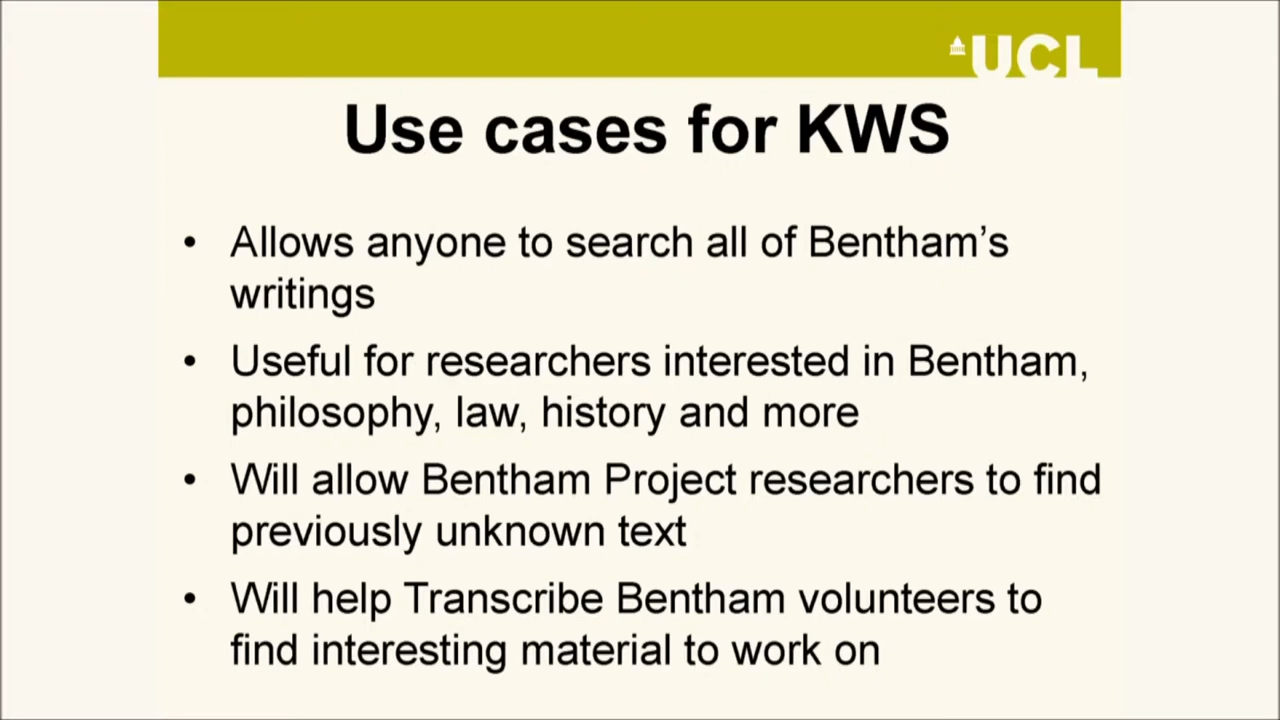 UCL
Use cases for KWS
• Allows anyone to search all of Bentham’s
writings
• Useful for researchers interested in Bentham,
philosophy, law, history and more
• Will allow Bentham Project researchers to find
previously unknown text
• Will help Transcribe Bentham volunteers to
find interesting material to work on